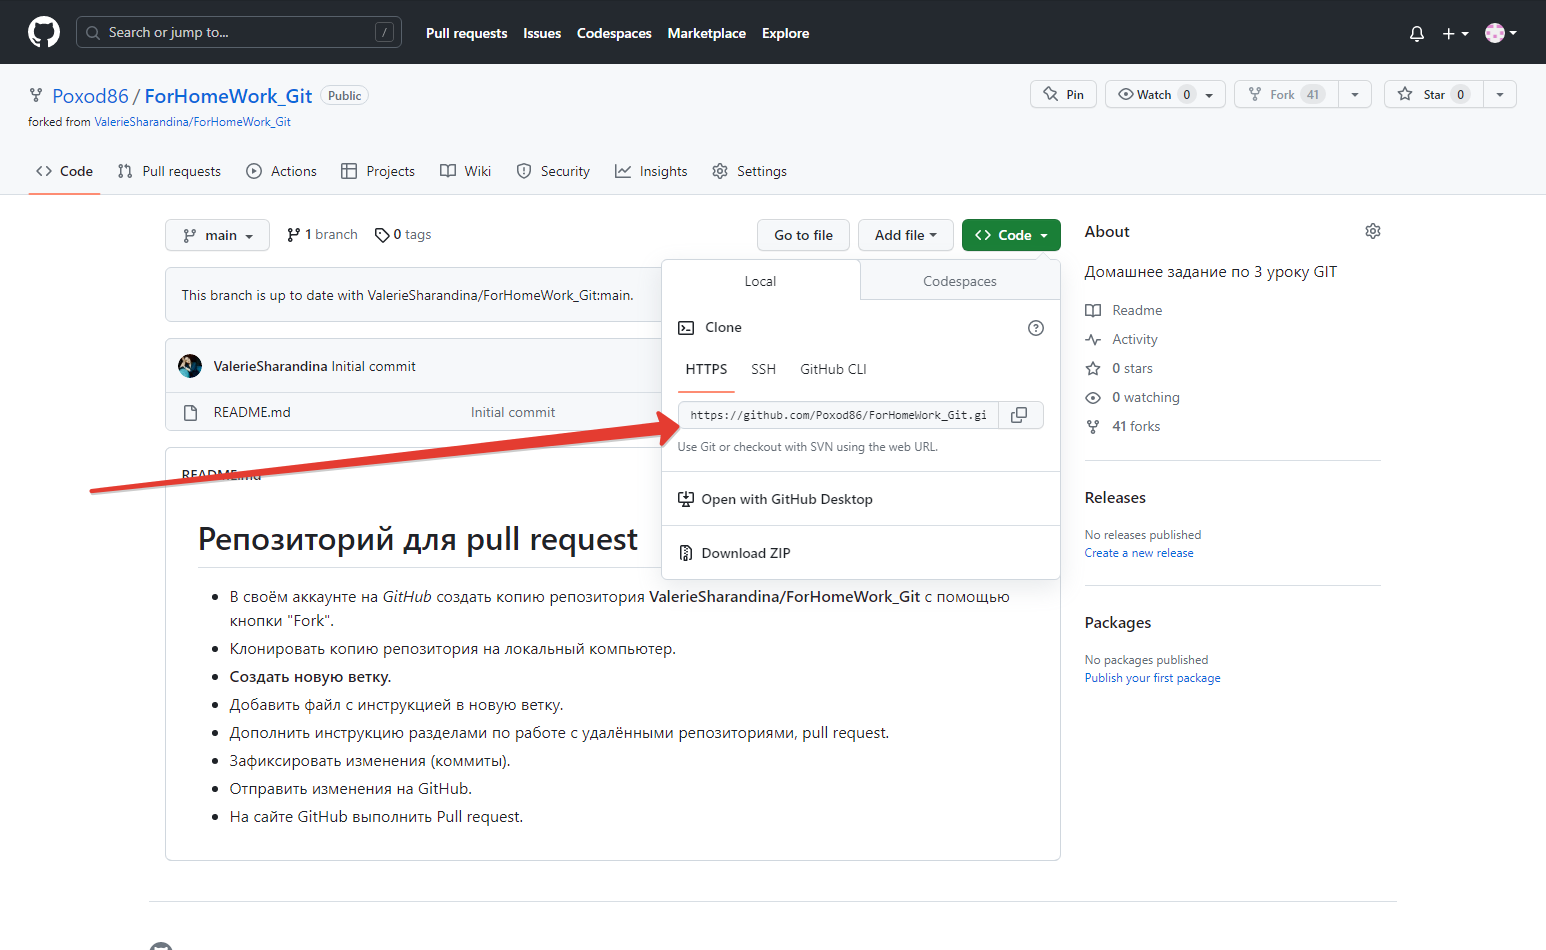 Search or jump to... /
Pull requests Issues Codespaces Marketplace Explore
Poxod86 / ForHomeWork_Git Public
forked from ValerieSharandina/ForHomeWork_Git
Pin Watch 0 Fork 41 Star 0
Code Pull requests Actions Projects Wiki Security Insights Settings
main 1 branch 0 tags Go to file Add file Code
This branch is up to date with ValerieSharandina/ForHomeWork_Git:main.
ValerieSharandina Initial commit
README.md Initial commit
Local Codespaces
Clone
HTTPS SSH GitHub CLI
https://github.com/Poxod86/ForHomeWork_Git.gi
Use Git or checkout with SVN using the web URL.
Open with GitHub Desktop
Download ZIP
README.md
Репозиторий для pull request
В своём аккаунте на GitHub создать копию репозитория ValerieSharandina/ForHomeWork_Git с помощью
кнопки "Fork".
Клонировать копию репозитория на локальный компьютер.
Создать новую ветку.
Добавить файл с инструкцией в новую ветку.
Дополнить инструкцию разделами по работе с удалёнными репозиториями, pull request.
Зафиксировать изменения (коммиты).
Отправить изменения на GitHub.
На сайте GitHub выполнить Pull request.
About
Домашнее задание по 3 уроку GIT
Readme
Activity
0 stars
0 watching
41 forks
Releases
No releases published
Create a new release
Packages
No packages published
Publish your first package